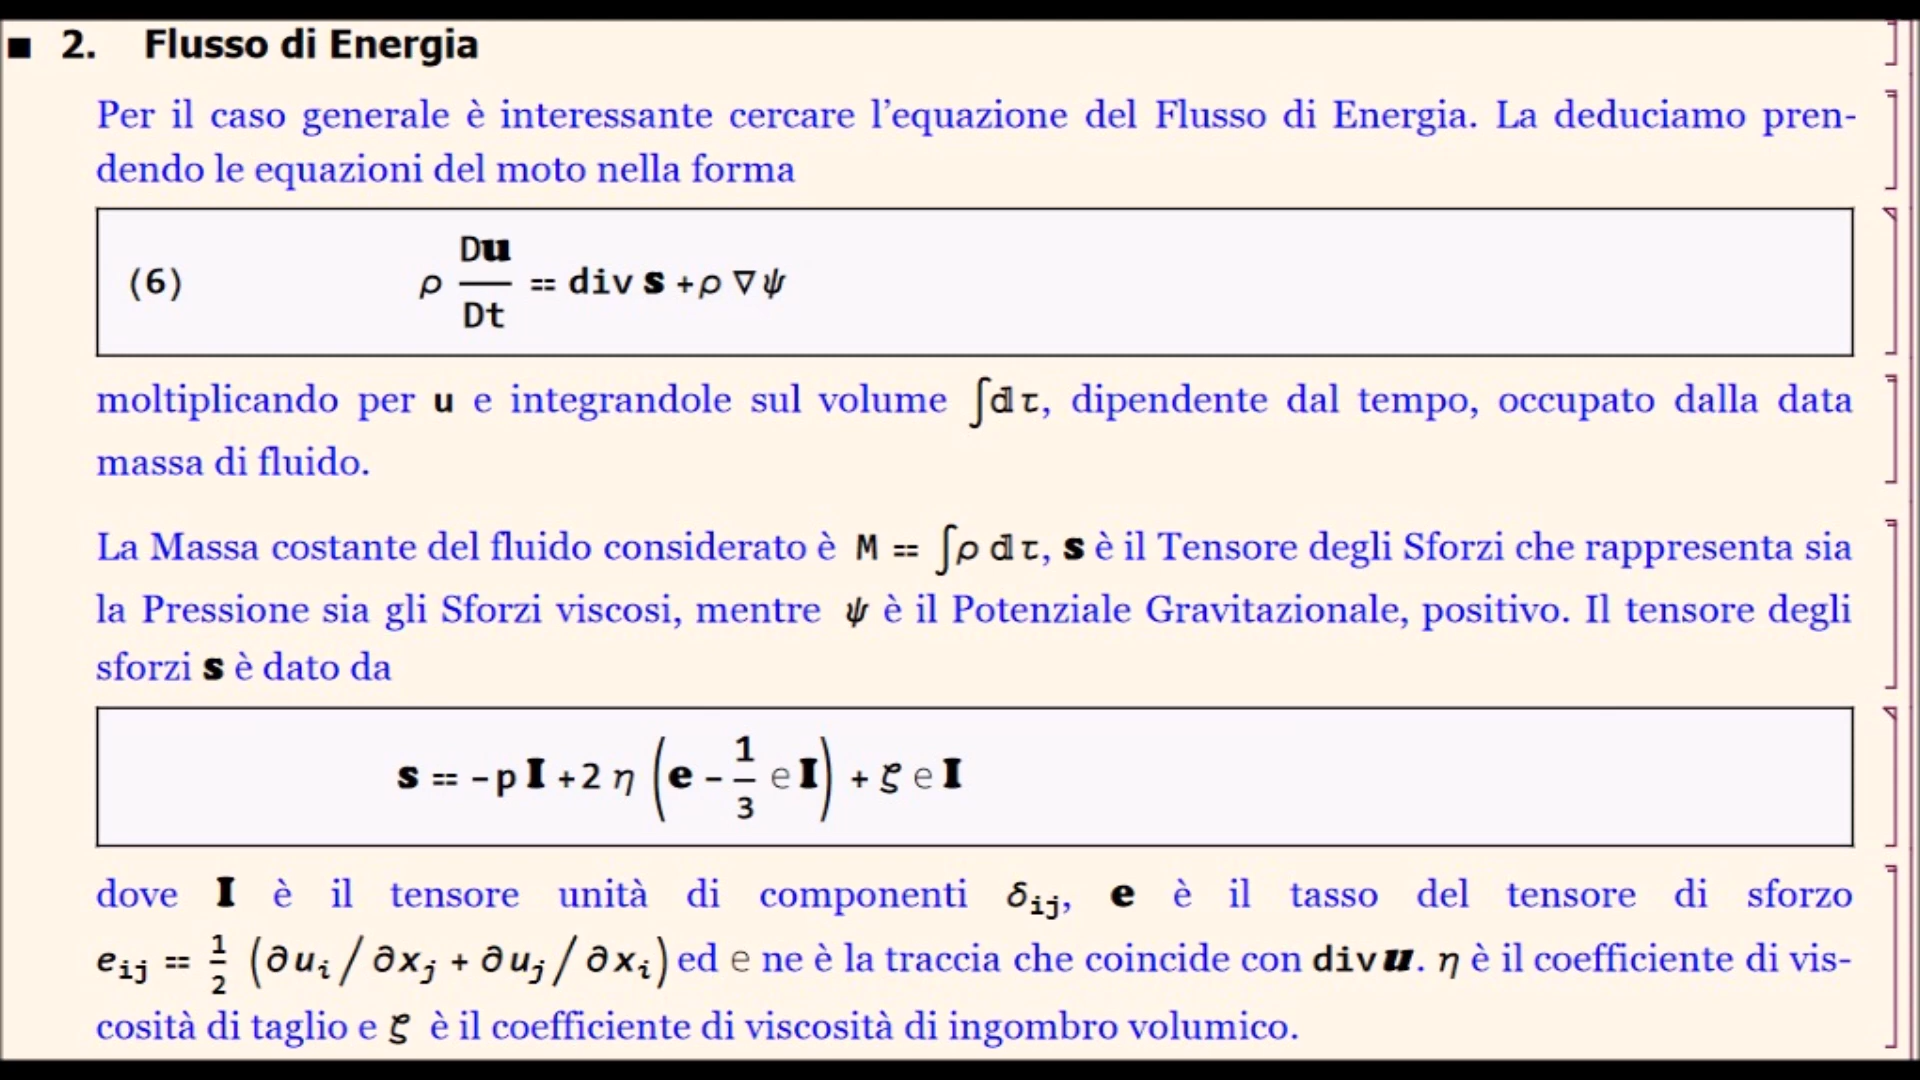 ■ 2. Flusso di Energia
Per il caso generale è interessante cercare l'equazione del Flusso di Energia. La deduciamo pren-
dendo le equazioni del moto nella forma
(6) ρ Du/Dt == div s + ρ ∇ψ
moltiplicando per u e integrandole sul volume ∫ⅆτ, dipendente dal tempo, occupato dalla data
massa di fluido.
La Massa costante del fluido considerato è M == ∫ρ ⅆτ, s è il Tensore degli Sforzi che rappresenta sia
la Pressione sia gli Sforzi viscosi, mentre ψ è il Potenziale Gravitazionale, positivo. Il tensore degli
sforzi s è dato da
s == -p I + 2 η (e - 1/3 e I) + ζ e I
dove I è il tensore unità di componenti δij, e è il tasso del tensore di sforzo
eij == 1/2 (∂ui / ∂xj + ∂uj / ∂xi) ed e ne è la traccia che coincide con div u. η è il coefficiente di vis-
cosità di taglio e ζ è il coefficiente di viscosità di ingombro volumico.